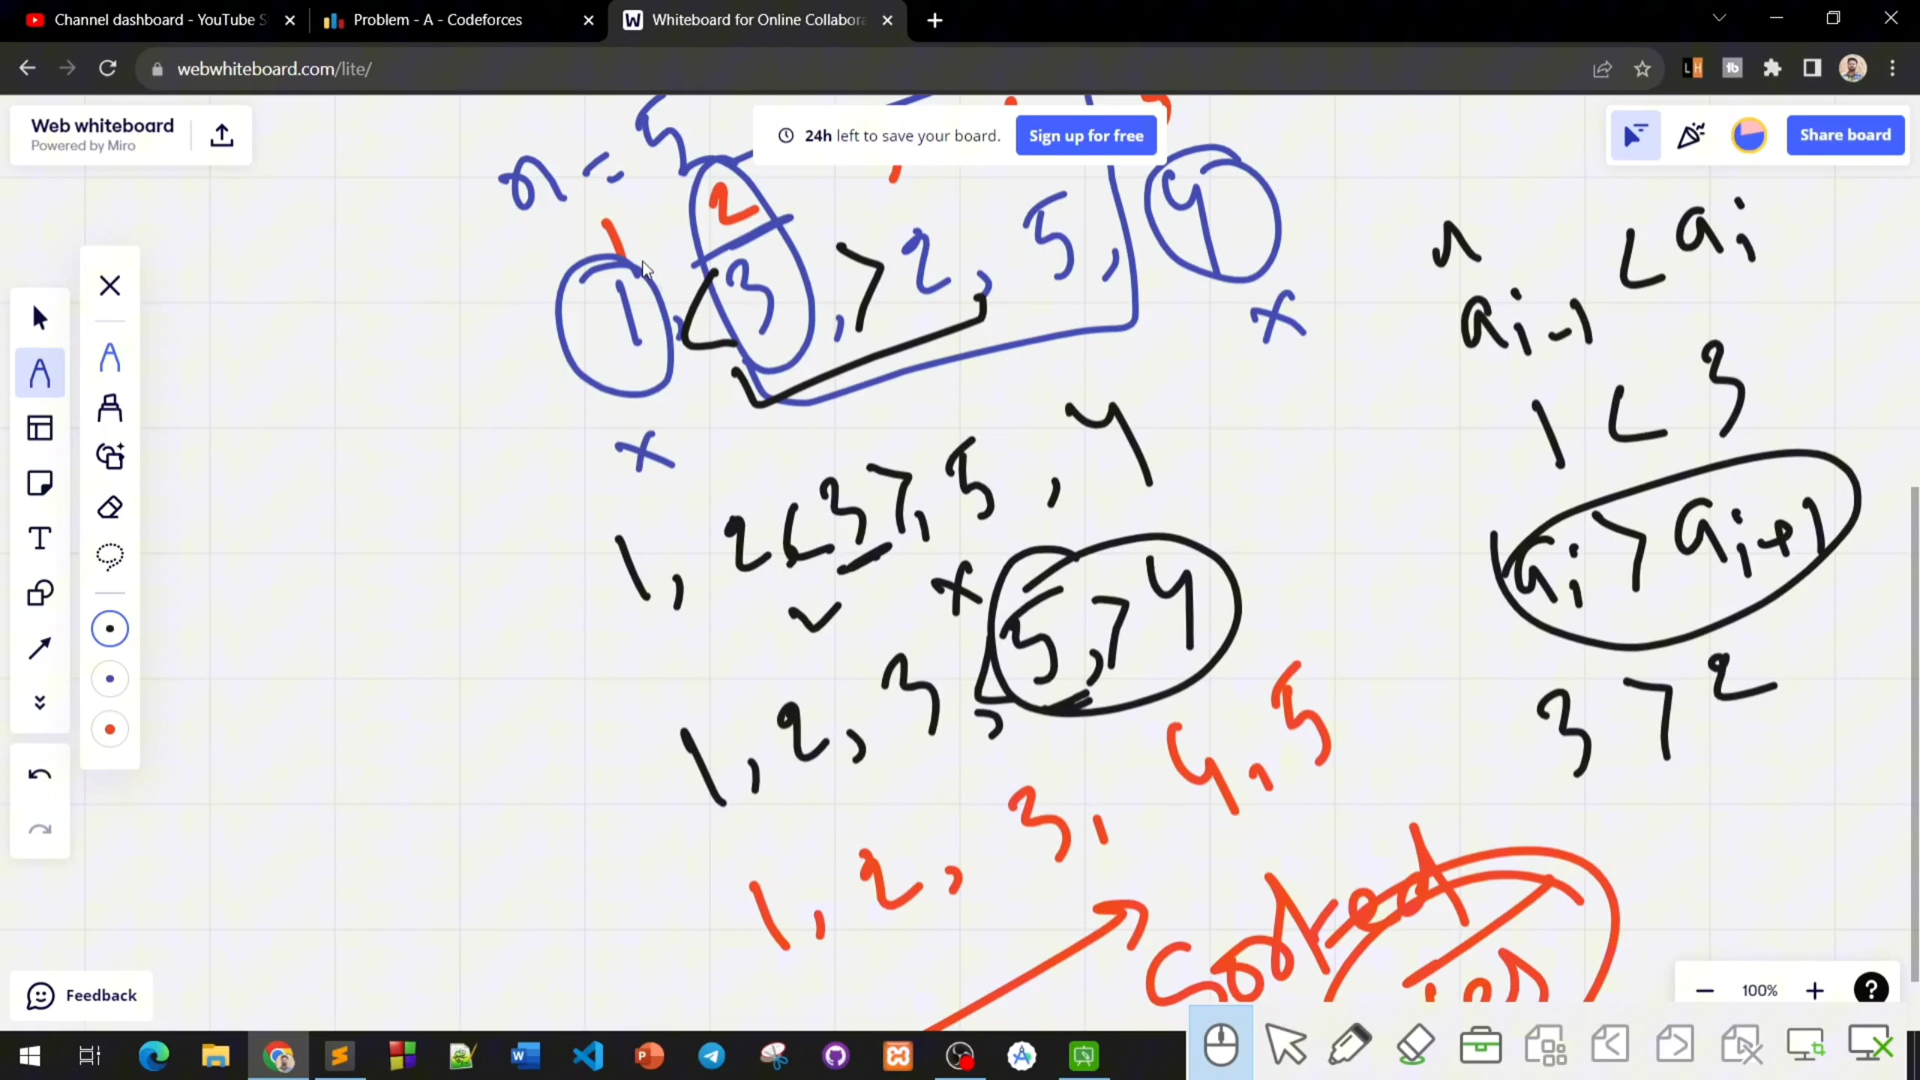 Channel dashboard - YouTube S
Problem - A - Codeforces
Whiteboard for Online Collabora
webwhiteboard.com/lite/
Web whiteboard
Powered by Miro
24h left to save your board.
Sign up for free
Share board
n = 5
1 2
1, < 3, > 2, 5, 4
x x
1, 2 < 3 >, 5, 4
x
1, 2, 3, < 5, > 4
1, 2, 3, 4, 5
Sorted
yes
n
ai-1 < ai
1 < 3
ai > ai+1
3 > 2
T
Feedback
100%